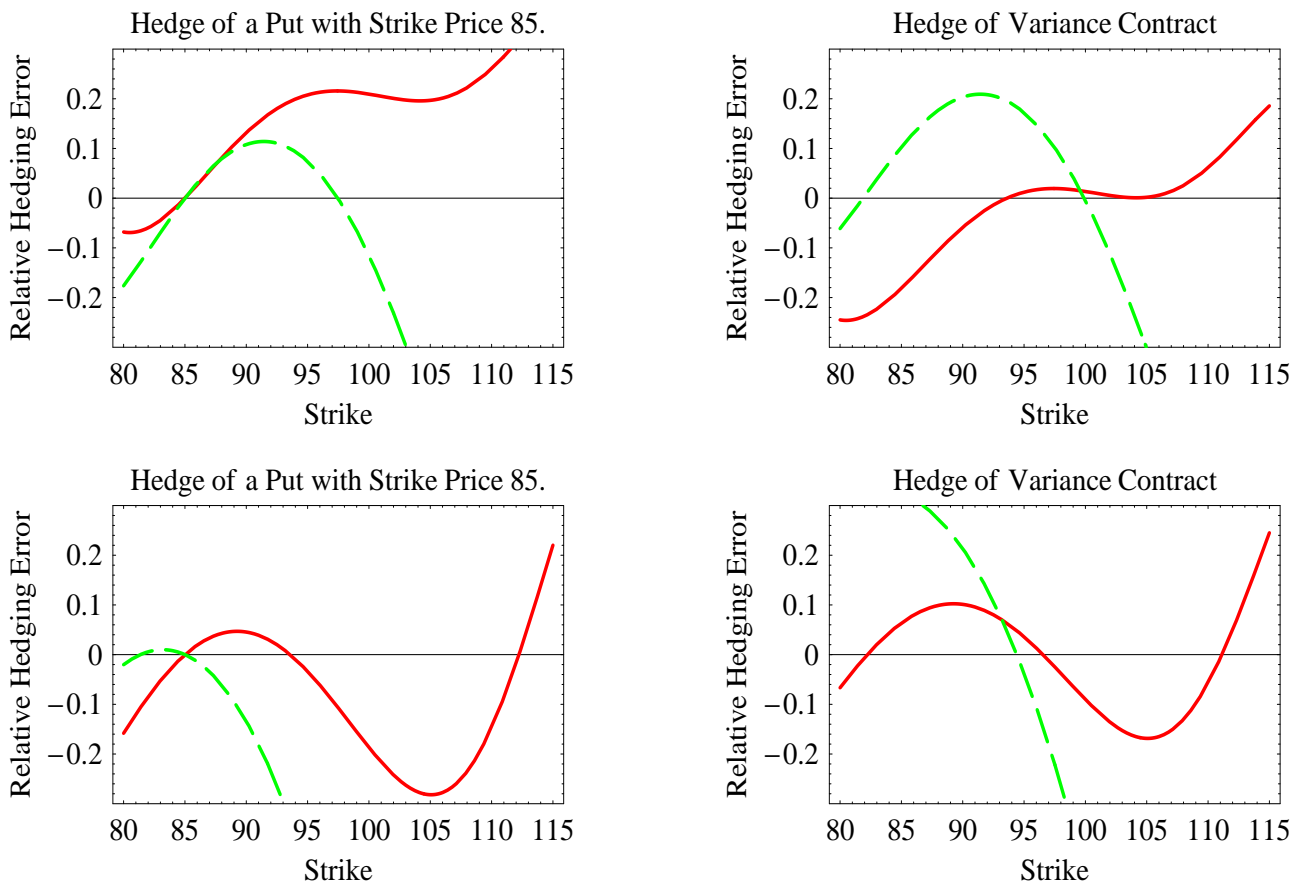 Hedge of a Put with Strike Price 85.
Relative Hedging Error
0.2
0.1
0
−0.1
−0.2
80 85 90 95 100 105 110 115
Strike
Hedge of Variance Contract
Relative Hedging Error
0.2
0.1
0
−0.1
−0.2
80 85 90 95 100 105 110 115
Strike
Hedge of a Put with Strike Price 85.
Relative Hedging Error
0.2
0.1
0
−0.1
−0.2
80 85 90 95 100 105 110 115
Strike
Hedge of Variance Contract
Relative Hedging Error
0.2
0.1
0
−0.1
−0.2
80 85 90 95 100 105 110 115
Strike